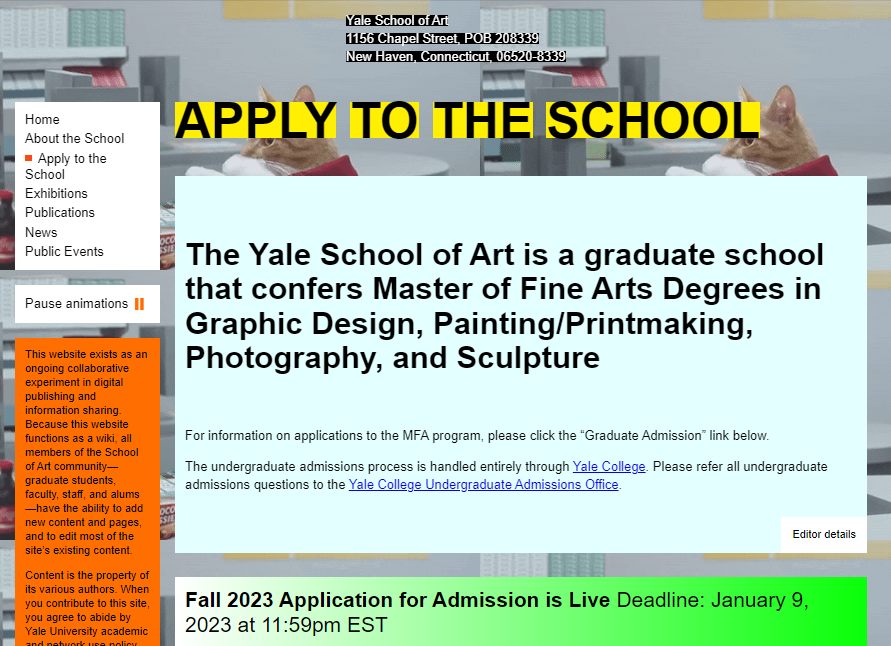 Yale School of Art
1156 Chapel Street, POB 208339
New Haven, Connecticut, 06520-8339
APPLY TO THE SCHOOL
Home
About the School
Apply to the
School
Exhibitions
Publications
News
Public Events
Pause animations
This website exists as an
ongoing collaborative
experiment in digital
publishing and
information sharing.
Because this website
functions as a wiki, all
members of the School
of Art community—
graduate students,
faculty, staff, and alums
—have the ability to add
new content and pages,
and to edit most of the
site's existing content.
Content is the property of
its various authors. When
you contribute to this site,
you agree to abide by
Yale University academic
and network use policy
The Yale School of Art is a graduate school
that confers Master of Fine Arts Degrees in
Graphic Design, Painting/Printmaking,
Photography, and Sculpture
For information on applications to the MFA program, please click the “Graduate Admission” link below.
The undergraduate admissions process is handled entirely through Yale College. Please refer all undergraduate
admissions questions to the Yale College Undergraduate Admissions Office.
Editor details
Fall 2023 Application for Admission is Live Deadline: January 9,
2023 at 11:59pm EST